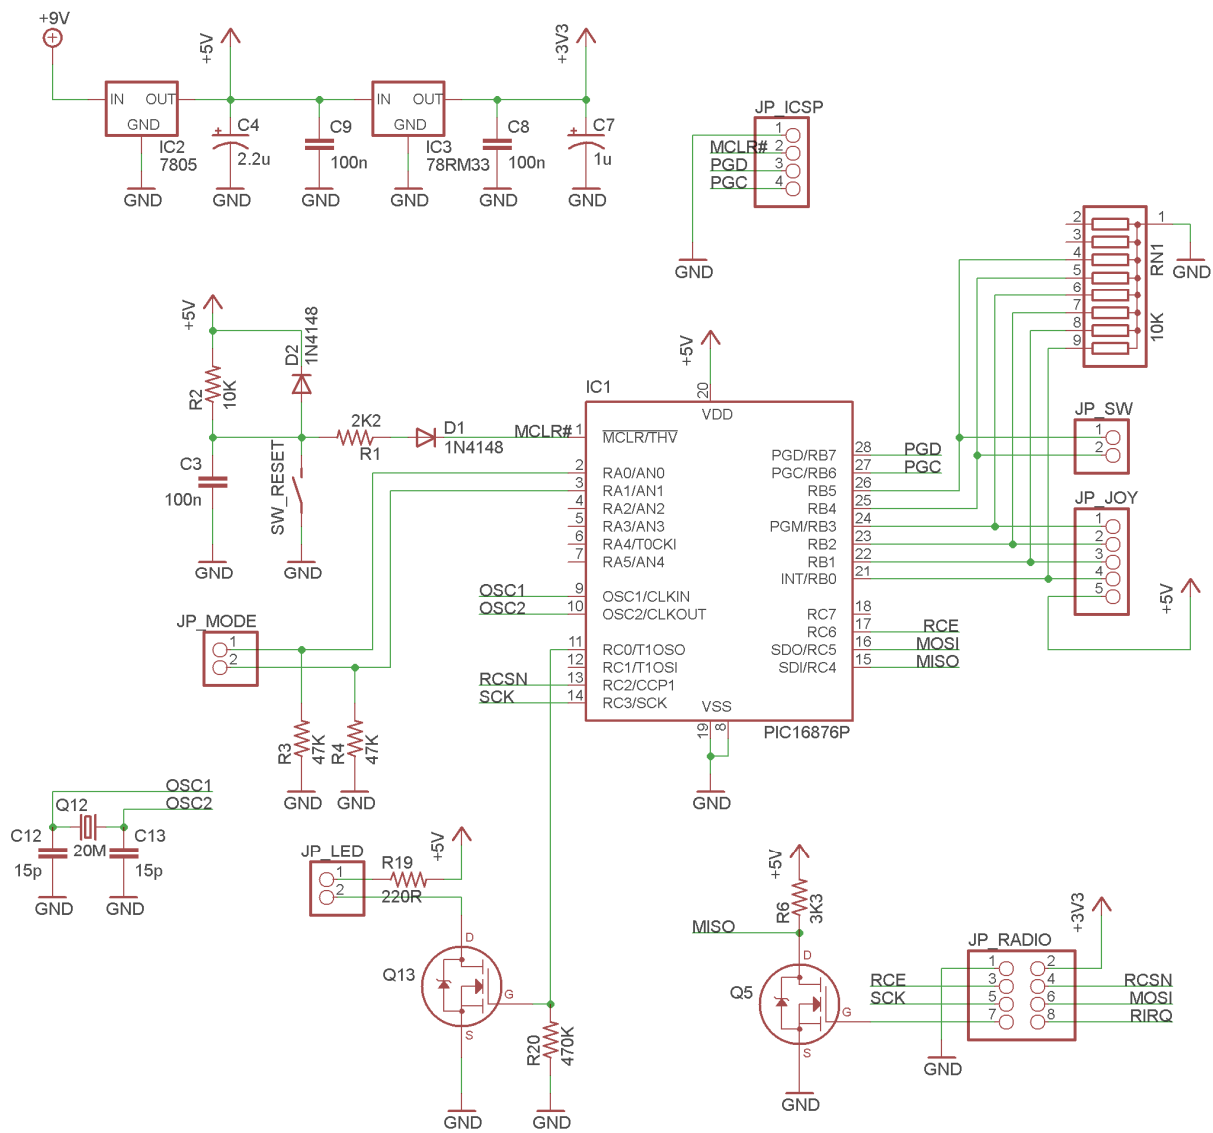 +9V
+5V
+3V3
IN OUT
GND
IC2
7805
C4
2.2u
C9
100n
IN OUT
GND
IC3
78RM33
C8
100n
C7
1u
GND
GND
GND
GND
GND
GND
JP_ICSP
1
MCLR# 2
PGD 3
PGC 4
GND
2
3
4
5
6
7
8
9
1
RN1
10K
GND
+5V
R2
10K
D2
1N4148
C3
100n
SW_RESET
GND
GND
2K2
R1
D1
1N4148
MCLR#
+5V
IC1
20
VDD
1 MCLR/THV
2 RA0/AN0
3 RA1/AN1
4 RA2/AN2
5 RA3/AN3
6 RA4/T0CKI
7 RA5/AN4
OSC1 9 OSC1/CLKIN
OSC2 10 OSC2/CLKOUT
11 RC0/T1OSO
12 RC1/T1OSI
RCSN 13 RC2/CCP1
SCK 14 RC3/SCK
PGD/RB7 28 PGD
PGC/RB6 27 PGC
RB5 26
RB4 25
PGM/RB3 24
RB2 23
RB1 22
INT/RB0 21
RC7 18
RC6 17 RCE
SDO/RC5 16 MOSI
SDI/RC4 15 MISO
VSS
19 8
PIC16876P
GND
JP_SW
1
2
JP_JOY
1
2
3
4
5
+5V
JP_MODE
1
2
R3
47K
R4
47K
GND
GND
OSC1
OSC2
Q12
20M
C12
15p
C13
15p
GND
GND
JP_LED
1
2
R19
220R
+5V
Q13
D
G
S
R20
470K
GND
GND
+5V
R6
3K3
MISO
Q5
D
G
S
GND
JP_RADIO
+3V3
1 2
RCE 3 4 RCSN
SCK 5 6 MOSI
7 8 RIRQ
GND